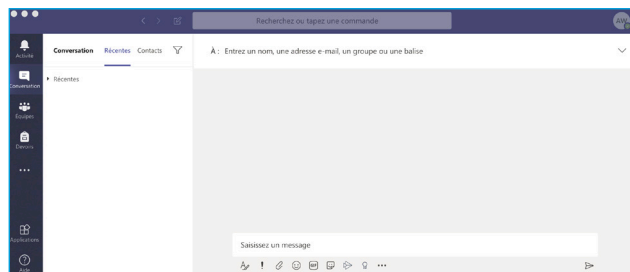 Recherchez ou tapez une commande
AW
Activité
Conversation
Équipes
Devoirs
Applications
Aide
Conversation Récentes Contacts
Récentes
À : Entrez un nom, une adresse e-mail, un groupe ou une balise
Saisissez un message
GIF